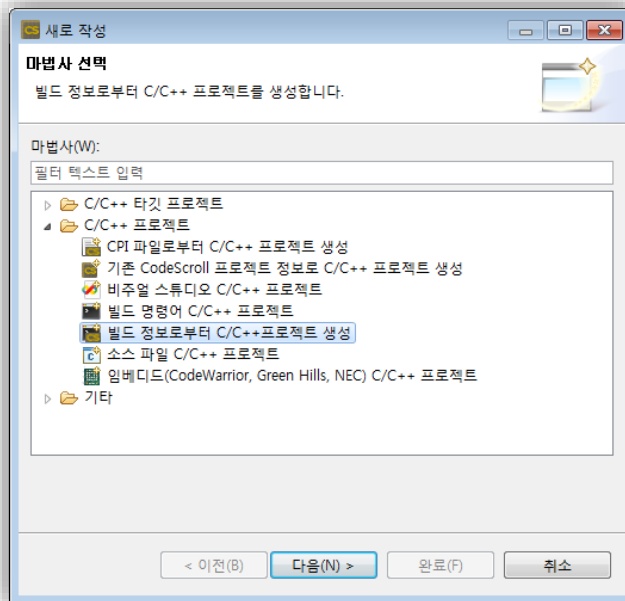 CS 새로 작성
마법사 선택
빌드 정보로부터 C/C++ 프로젝트를 생성합니다.
마법사(W):
필터 텍스트 입력
C/C++ 타깃 프로젝트
C/C++ 프로젝트
CPI 파일로부터 C/C++ 프로젝트 생성
기존 CodeScroll 프로젝트 정보로 C/C++ 프로젝트 생성
비주얼 스튜디오 C/C++ 프로젝트
빌드 명령어 C/C++ 프로젝트
빌드 정보로부터 C/C++프로젝트 생성
소스 파일 C/C++ 프로젝트
임베디드(CodeWarrior, Green Hills, NEC) C/C++ 프로젝트
기타
< 이전(B) 다음(N) > 완료(F) 취소